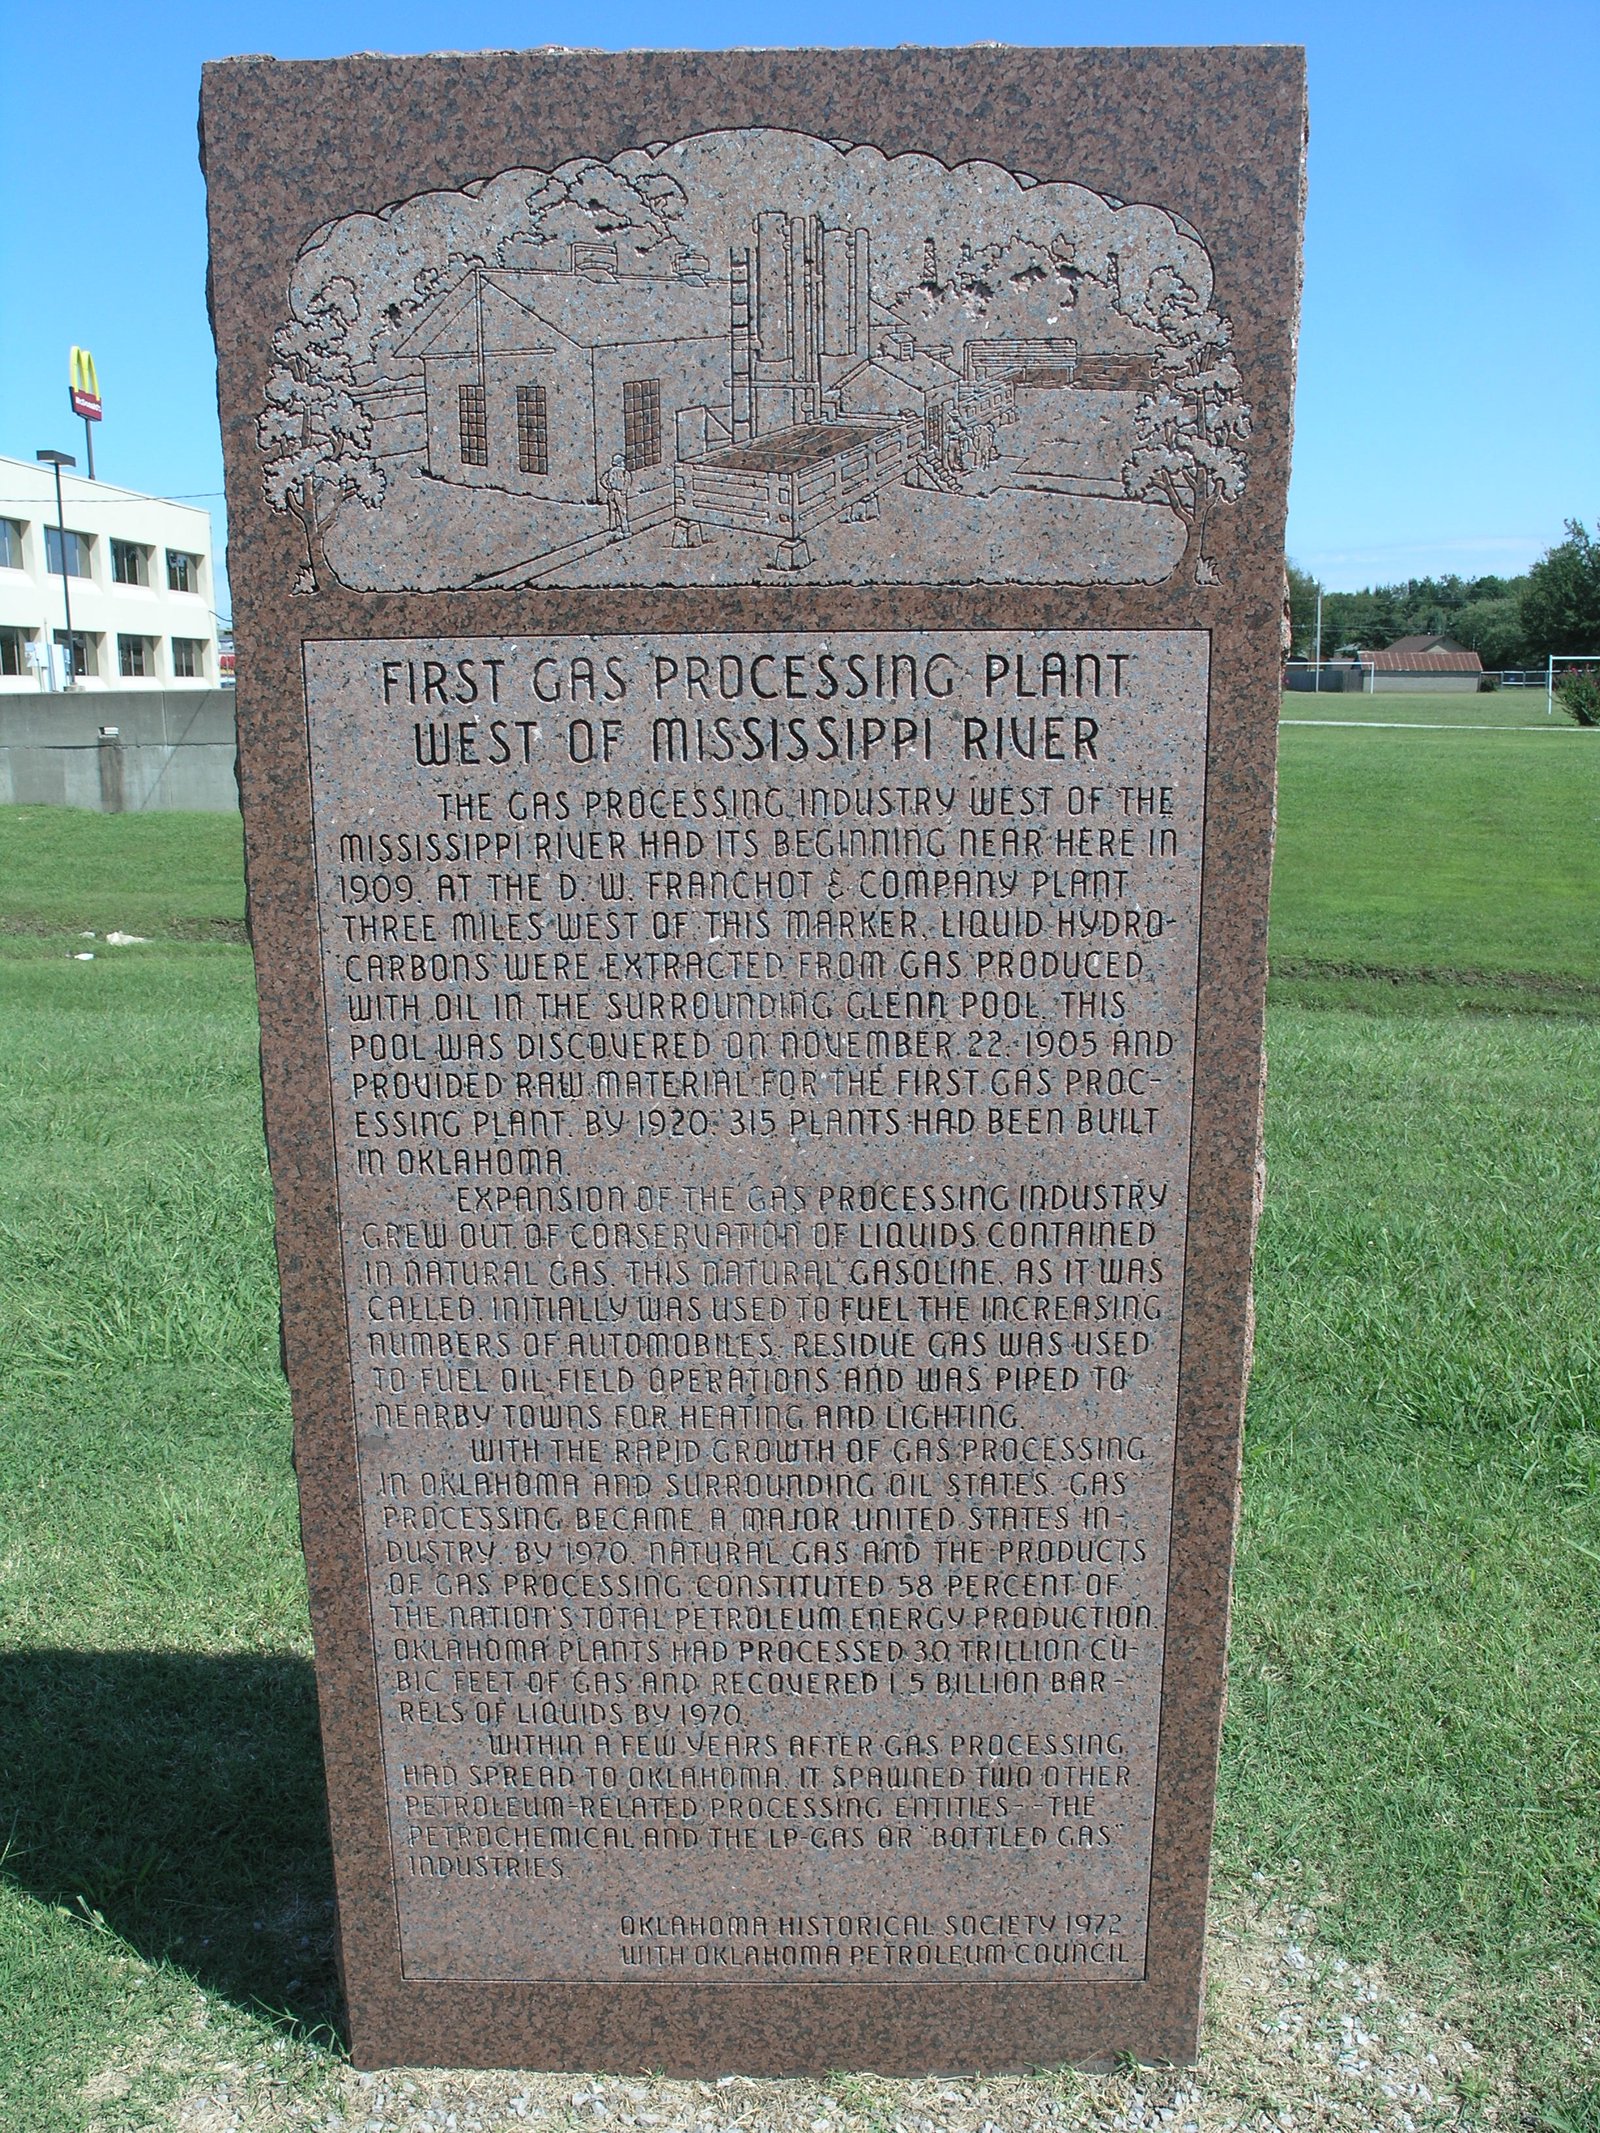 McDonald's
FIRST GAS PROCESSING PLANT
WEST OF MISSISSIPPI RIVER
THE GAS PROCESSING INDUSTRY WEST OF THE
MISSISSIPPI RIVER HAD ITS BEGINNING NEAR HERE IN
1909. AT THE D. W. FRANCHOT & COMPANY PLANT
THREE MILES WEST OF THIS MARKER, LIQUID HYDRO-
CARBONS WERE EXTRACTED FROM GAS PRODUCED
WITH OIL IN THE SURROUNDING GLENN POOL. THIS
POOL WAS DISCOVERED ON NOVEMBER 22, 1905 AND
PROVIDED RAW MATERIAL FOR THE FIRST GAS PROC-
ESSING PLANT. BY 1920 315 PLANTS HAD BEEN BUILT
IN OKLAHOMA.
EXPANSION OF THE GAS PROCESSING INDUSTRY
GREW OUT OF CONSERVATION OF LIQUIDS CONTAINED
IN NATURAL GAS. THIS NATURAL GASOLINE, AS IT WAS
CALLED, INITIALLY WAS USED TO FUEL THE INCREASING
NUMBERS OF AUTOMOBILES. RESIDUE GAS WAS USED
TO FUEL OIL FIELD OPERATIONS AND WAS PIPED TO
NEARBY TOWNS FOR HEATING AND LIGHTING.
WITH THE RAPID GROWTH OF GAS PROCESSING
IN OKLAHOMA AND SURROUNDING OIL STATES, GAS
PROCESSING BECAME A MAJOR UNITED STATES IN-
DUSTRY. BY 1970, NATURAL GAS AND THE PRODUCTS
OF GAS PROCESSING CONSTITUTED 58 PERCENT OF
THE NATION'S TOTAL PETROLEUM ENERGY PRODUCTION.
OKLAHOMA PLANTS HAD PROCESSED 30 TRILLION CU-
BIC FEET OF GAS AND RECOVERED 1.5 BILLION BAR-
RELS OF LIQUIDS BY 1970.
WITHIN A FEW YEARS AFTER GAS PROCESSING
HAD SPREAD TO OKLAHOMA, IT SPAWNED TWO OTHER
PETROLEUM-RELATED PROCESSING ENTITIES--THE
PETROCHEMICAL AND THE LP-GAS OR "BOTTLED GAS"
INDUSTRIES.
OKLAHOMA HISTORICAL SOCIETY 1972
WITH OKLAHOMA PETROLEUM COUNCIL